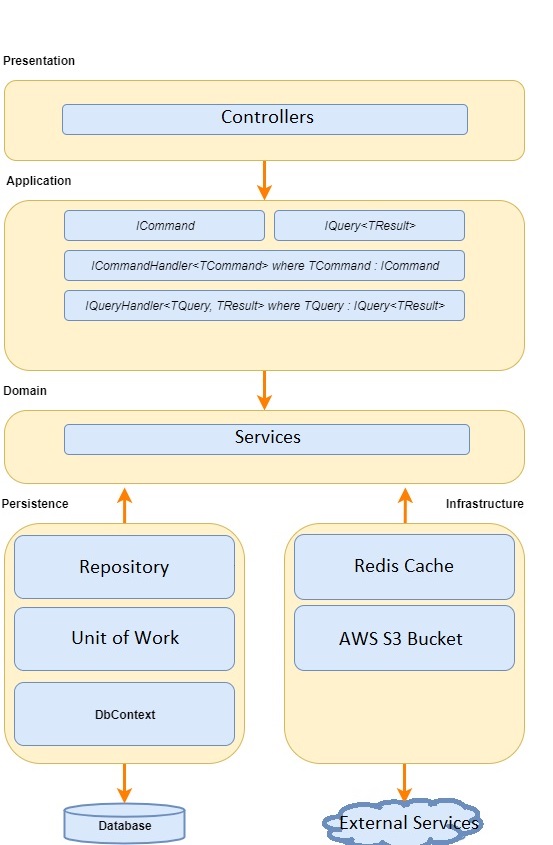 Presentation
Controllers
Application
ICommand
IQuery<TResult>
ICommandHandler<TCommand> where TCommand : ICommand
IQueryHandler<TQuery, TResult> where TQuery : IQuery<TResult>
Domain
Services
Persistence
Infrastructure
Repository
Redis Cache
Unit of Work
AWS S3 Bucket
DbContext
Database
External Services